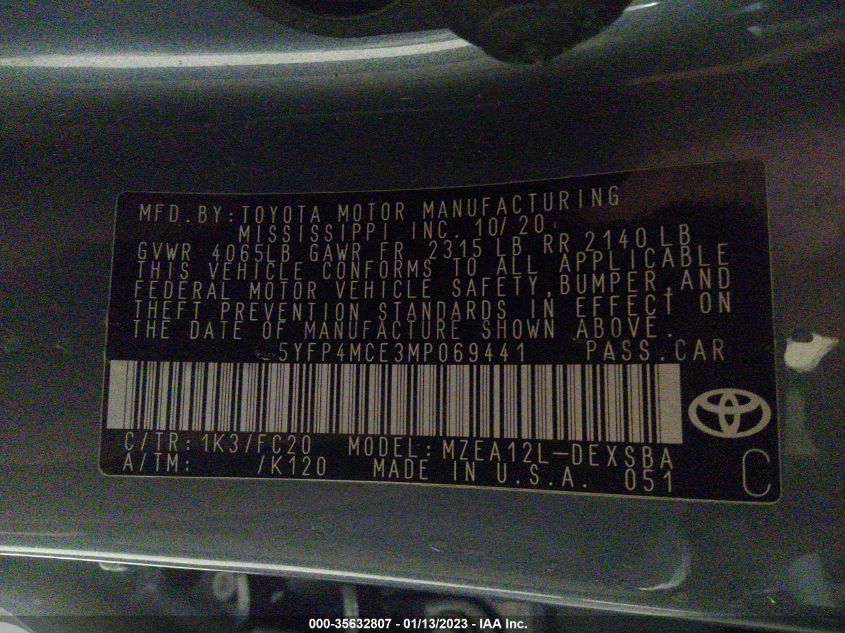 MFD.BY:TOYOTA MOTOR MANUFACTURING
MISSISSIPPI INC. 10/20
GVWR 4065LB GAWR FR 2315 LB RR 2140 LB
THIS VEHICLE CONFORMS TO ALL APPLICABLE
FEDERAL MOTOR VEHICLE SAFETY,BUMPER,AND
THEFT PREVENTION STANDARDS IN EFFECT ON
THE DATE OF MANUFACTURE SHOWN ABOVE.
5YFP4MCE3MP069441 PASS.CAR
C/TR:1K3/FC20 MODEL:MZEA12L-DEXSBA
A/TM: /K120 MADE IN U.S.A. 051
C
000-35632807 - 01/13/2023 - IAA Inc.